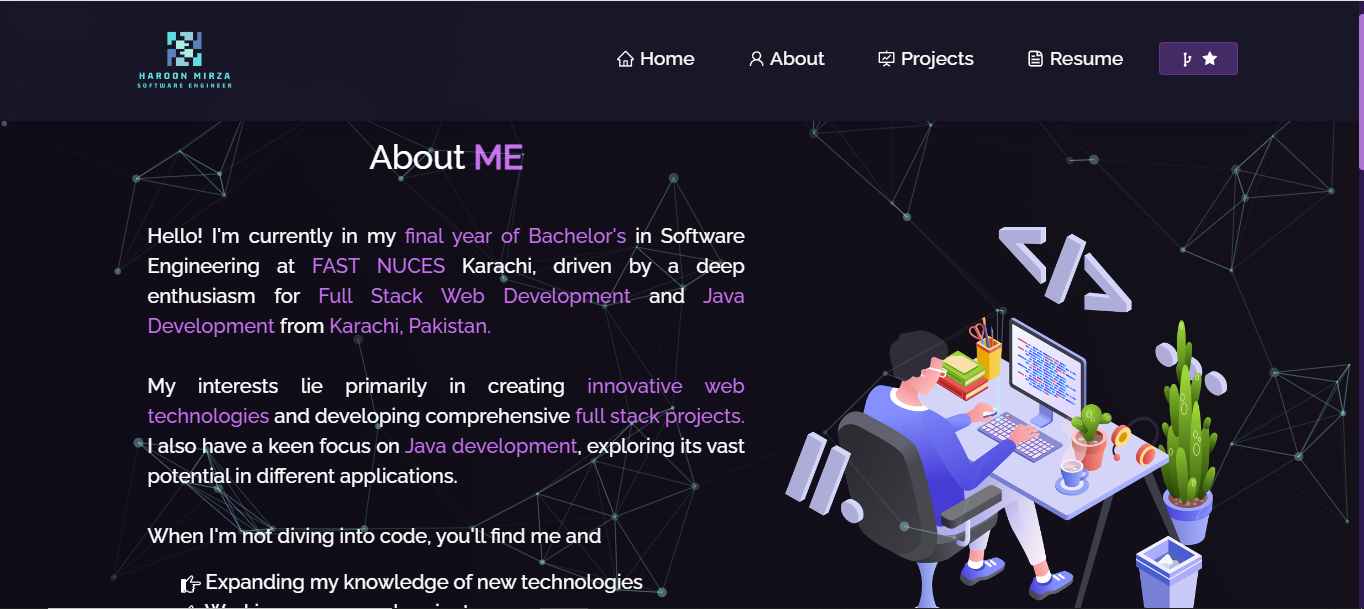 HAROON MIRZA
SOFTWARE ENGINEER
Home
About
Projects
Resume
About ME
Hello! I'm currently in my final year of Bachelor's in Software
Engineering at FAST NUCES Karachi, driven by a deep
enthusiasm for Full Stack Web Development and Java
Development from Karachi, Pakistan.
My interests lie primarily in creating innovative web
technologies and developing comprehensive full stack projects.
I also have a keen focus on Java development, exploring its vast
potential in different applications.
When I'm not diving into code, you'll find me and
Expanding my knowledge of new technologies